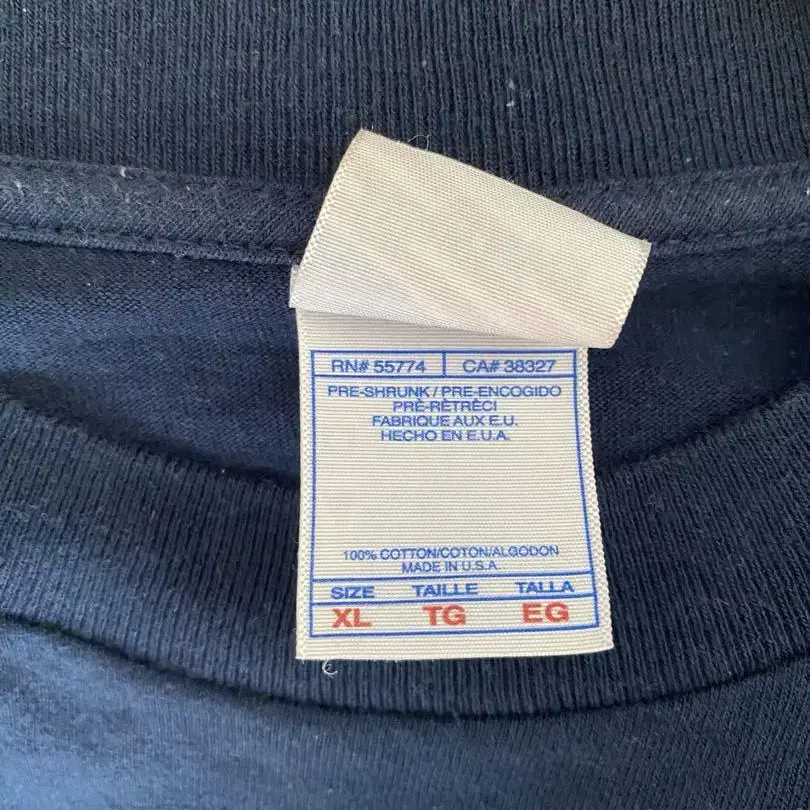 RN# 55774 CA# 38327
PRE-SHRUNK/PRE-ENCOGIDO
PRÉ-RÉTRÉCI
FABRIQUE AUX E.U.
HECHO EN E.U.A.
100% COTTON/COTON/ALGODON
MADE IN U.S.A.
SIZE TAILLE TALLA
XL TG EG